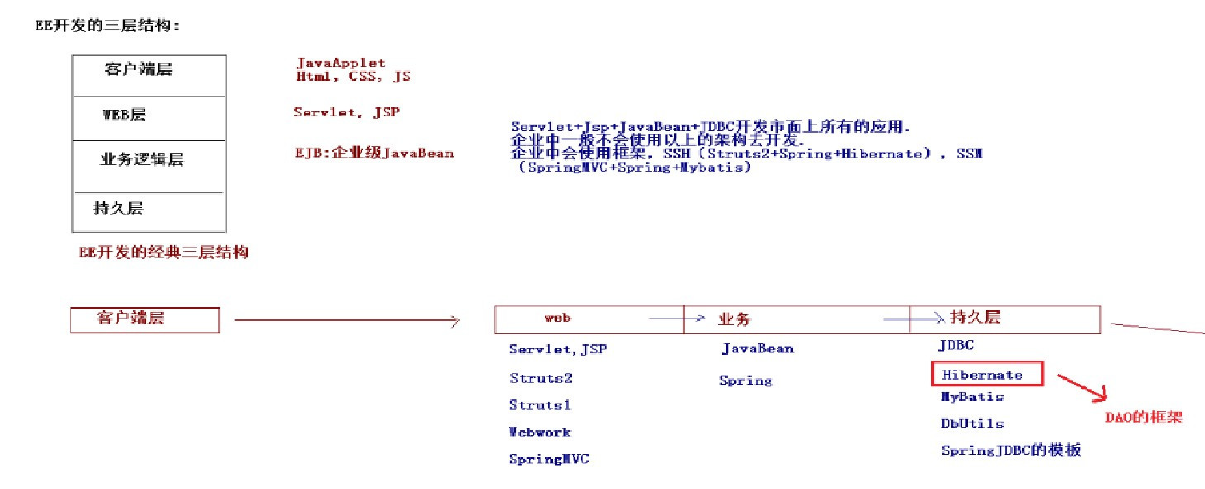 EE开发的三层结构：
客户端层
JavaApplet
Html, CSS, JS
WEB层
Servlet, JSP
业务逻辑层
EJB:企业级JavaBean
持久层
Servlet+Jsp+JavaBean+JDBC开发市面上所有的应用.
企业中一般不会使用以上的架构去开发.
企业中会使用框架, SSH（Struts2+Spring+Hibernate）, SSM
（SpringMVC+Spring+Mybatis）
EE开发的经典三层结构
客户端层
web
业务
持久层
Servlet,JSP
Struts2
Struts1
Webwork
SpringMVC
JavaBean
Spring
JDBC
Hibernate
MyBatis
DbUtils
SpringJDBC的模板
DAO的框架